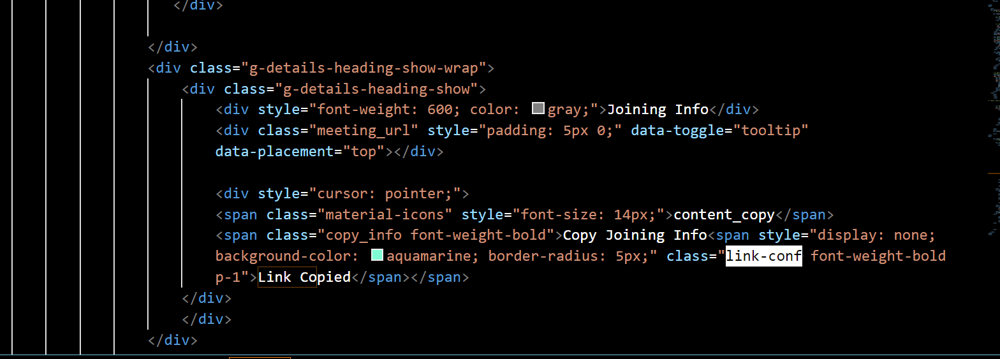 </div>
</div>
<div class="g-details-heading-show-wrap">
<div class="g-details-heading-show">
<div style="font-weight: 600; color: gray;">Joining Info</div>
<div class="meeting_url" style="padding: 5px 0;" data-toggle="tooltip"
data-placement="top"></div>
<div style="cursor: pointer;">
<span class="material-icons" style="font-size: 14px;">content_copy</span>
<span class="copy_info font-weight-bold">Copy Joining Info<span style="display: none;
background-color: aquamarine; border-radius: 5px;" class="link-conf font-weight-bold
p-1">Link Copied</span></span>
</div>
</div>
</div>